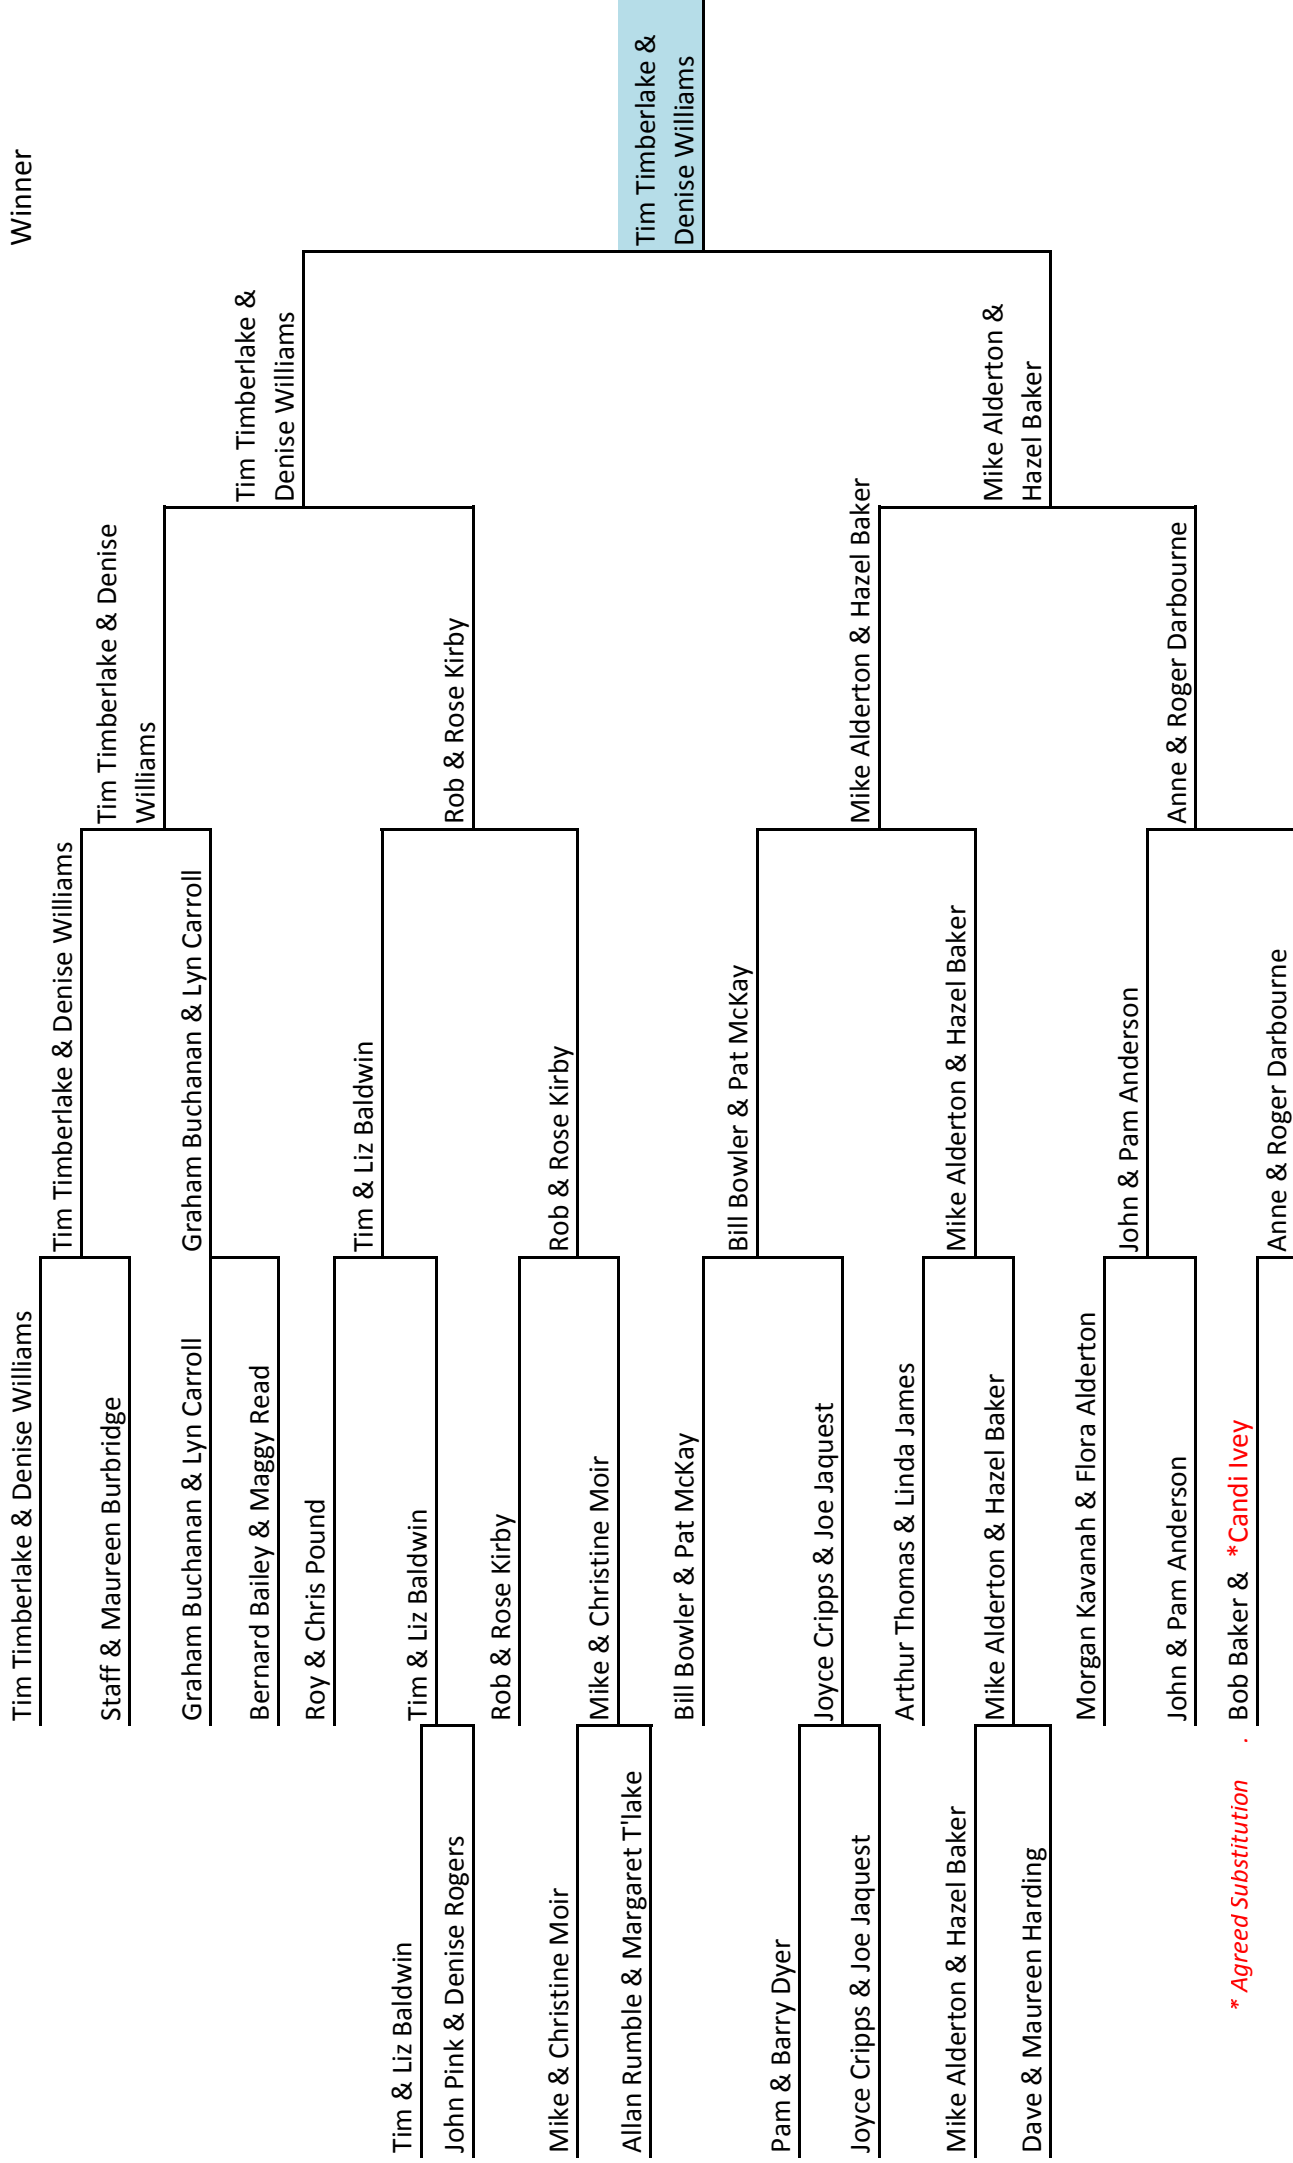 Winner
Tim & Liz Baldwin
John Pink & Denise Rogers
Mike & Christine Moir
Allan Rumble & Margaret T'lake
Pam & Barry Dyer
Joyce Cripps & Joe Jaquest
Mike Alderton & Hazel Baker
Dave & Maureen Harding
* Agreed Substitution .
Tim Timberlake & Denise Williams
Staff & Maureen Burbridge
Graham Buchanan & Lyn Carroll
Bernard Bailey & Maggy Read
Roy & Chris Pound
Tim & Liz Baldwin
Rob & Rose Kirby
Mike & Christine Moir
Bill Bowler & Pat McKay
Joyce Cripps & Joe Jaquest
Arthur Thomas & Linda James
Mike Alderton & Hazel Baker
Morgan Kavanah & Flora Alderton
John & Pam Anderson
Bob Baker & *Candi Ivey
Tim Timberlake & Denise Williams
Graham Buchanan & Lyn Carroll
Tim & Liz Baldwin
Rob & Rose Kirby
Bill Bowler & Pat McKay
Mike Alderton & Hazel Baker
John & Pam Anderson
Anne & Roger Darbourne
Tim Timberlake & Denise
Williams
Rob & Rose Kirby
Mike Alderton & Hazel Baker
Anne & Roger Darbourne
Tim Timberlake &
Denise Williams
Mike Alderton &
Hazel Baker
Tim Timberlake &
Denise Williams